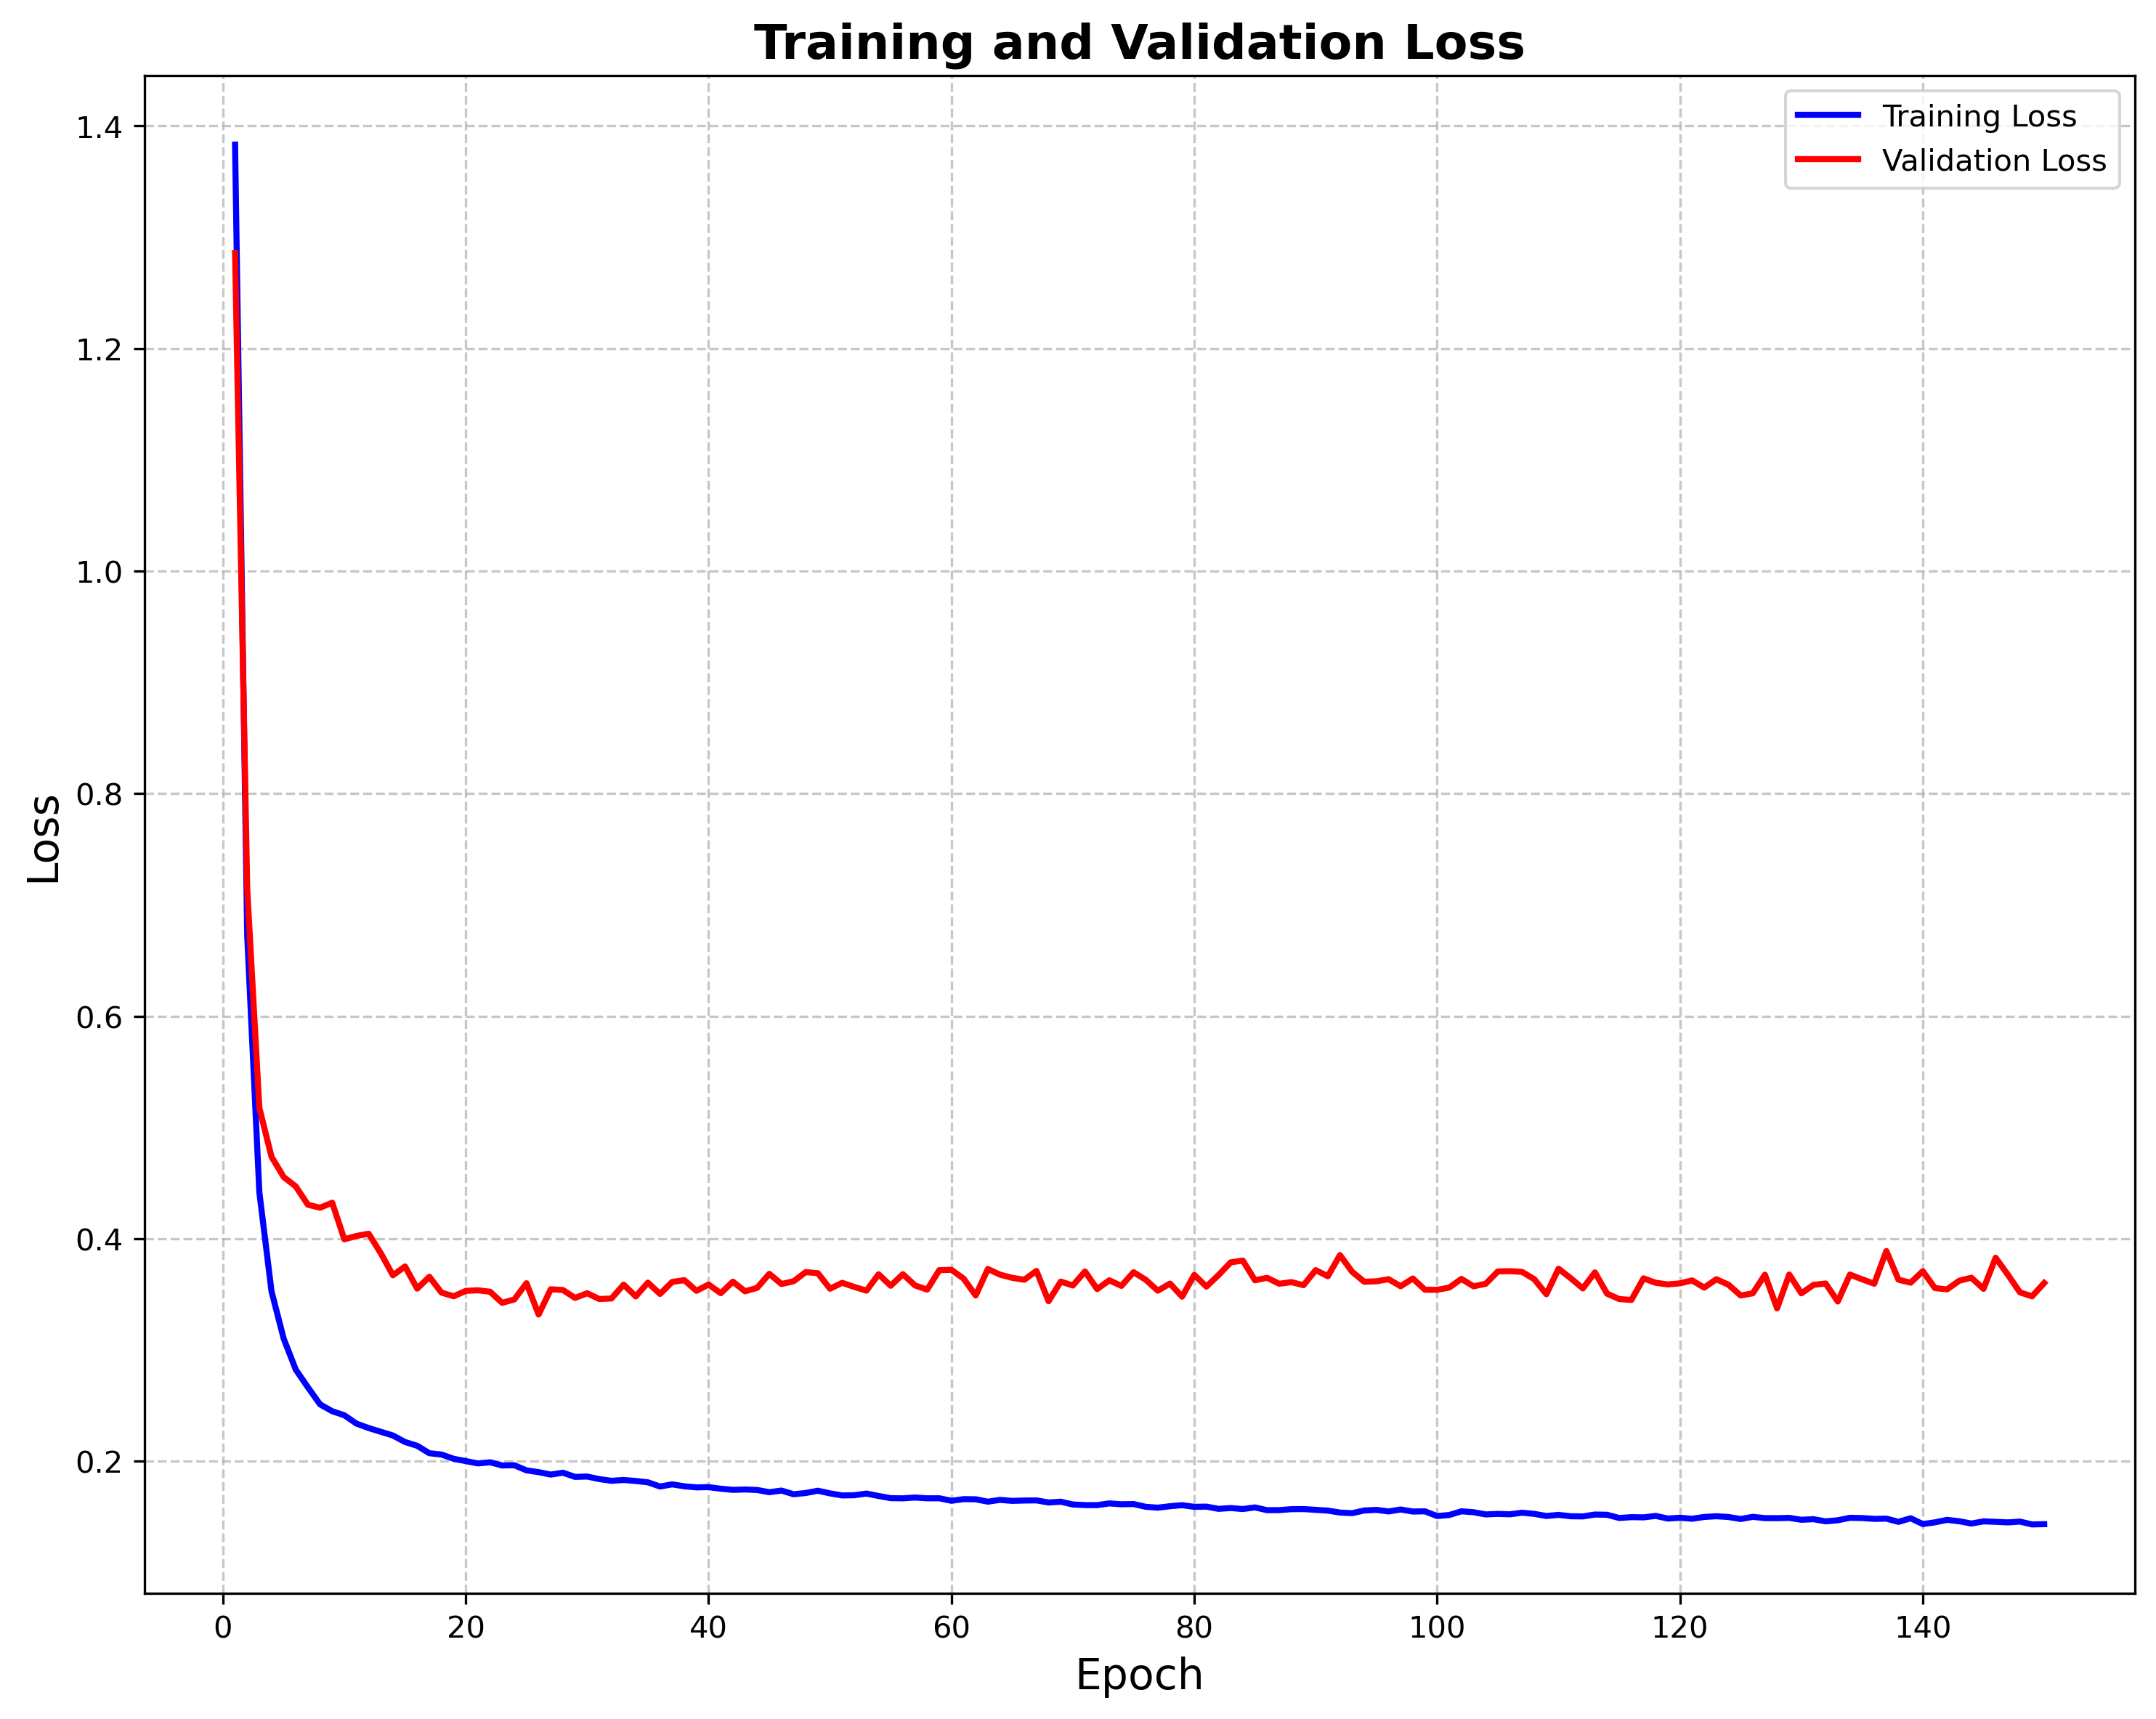 Training and Validation Loss
Training Loss
Validation Loss
1.4
1.2
1.0
0.8
0.6
0.4
0.2
Loss
0 20 40 60 80 100 120 140
Epoch